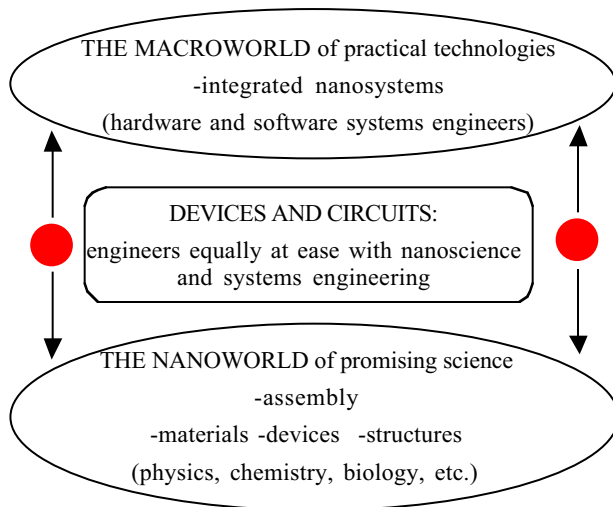 THE MACROWORLD of practical technologies
-integrated nanosystems
(hardware and software systems engineers)
DEVICES AND CIRCUITS:
engineers equally at ease with nanoscience
and systems engineering
THE NANOWORLD of promising science
-assembly
-materials -devices -structures
(physics, chemistry, biology, etc.)